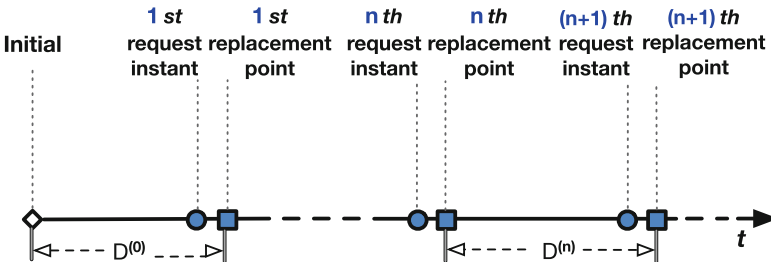 1 st 1 st n th n th (n+1) th (n+1) th
Initial request replacement request replacement request replacement
instant point instant point instant point
t
D(0) D(n)